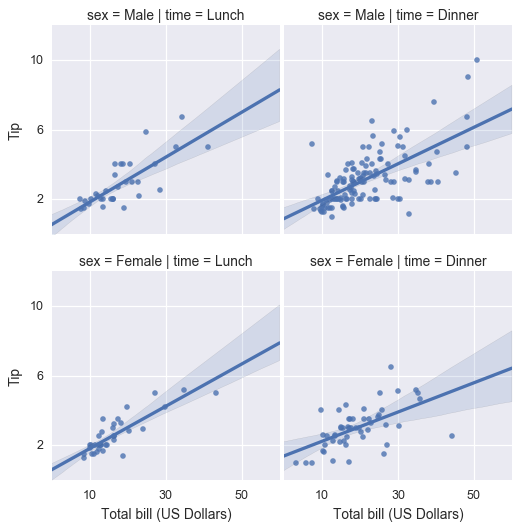 sex = Male | time = Lunch
sex = Male | time = Dinner
10
6
2
Tip
sex = Female | time = Lunch
sex = Female | time = Dinner
10
6
2
Tip
10 30 50
10 30 50
Total bill (US Dollars)
Total bill (US Dollars)